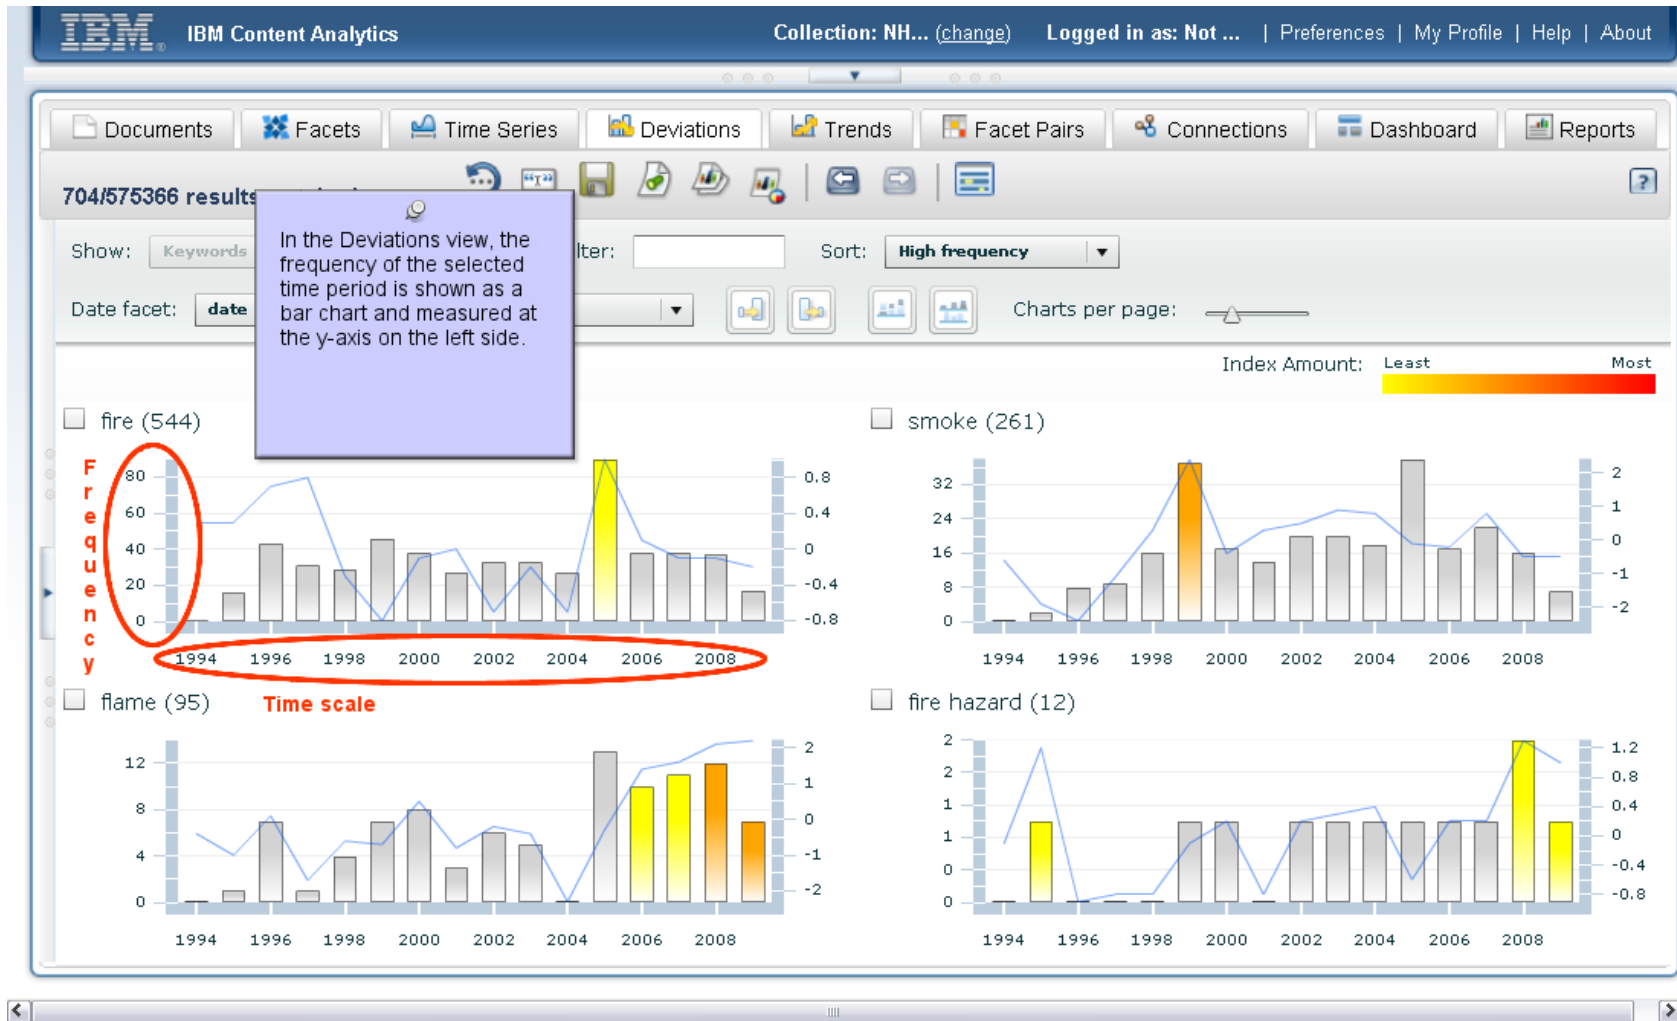 IBM IBM Content Analytics Collection: NH... (change) Logged in as: Not ... | Preferences | My Profile | Help | About
Documents Facets Time Series Deviations Trends Facet Pairs Connections Dashboard Reports
704/575366 results
In the Deviations view, the
frequency of the selected
time period is shown as a
bar chart and measured at
the y-axis on the left side.
Show: Keywords lter: Sort: High frequency
Date facet: date Charts per page:
Index Amount: Least Most
fire (544)
Frequency
80
60
40
20
0
0.8
0.4
0
-0.4
-0.8
1994 1996 1998 2000 2002 2004 2006 2008
Time scale
smoke (261)
32
24
16
8
0
2
1
0
-1
-2
1994 1996 1998 2000 2002 2004 2006 2008
flame (95)
12
8
4
0
2
1
0
-1
-2
1994 1996 1998 2000 2002 2004 2006 2008
fire hazard (12)
2
2
1
1
0
0
1.2
0.8
0.4
0
-0.4
-0.8
1994 1996 1998 2000 2002 2004 2006 2008